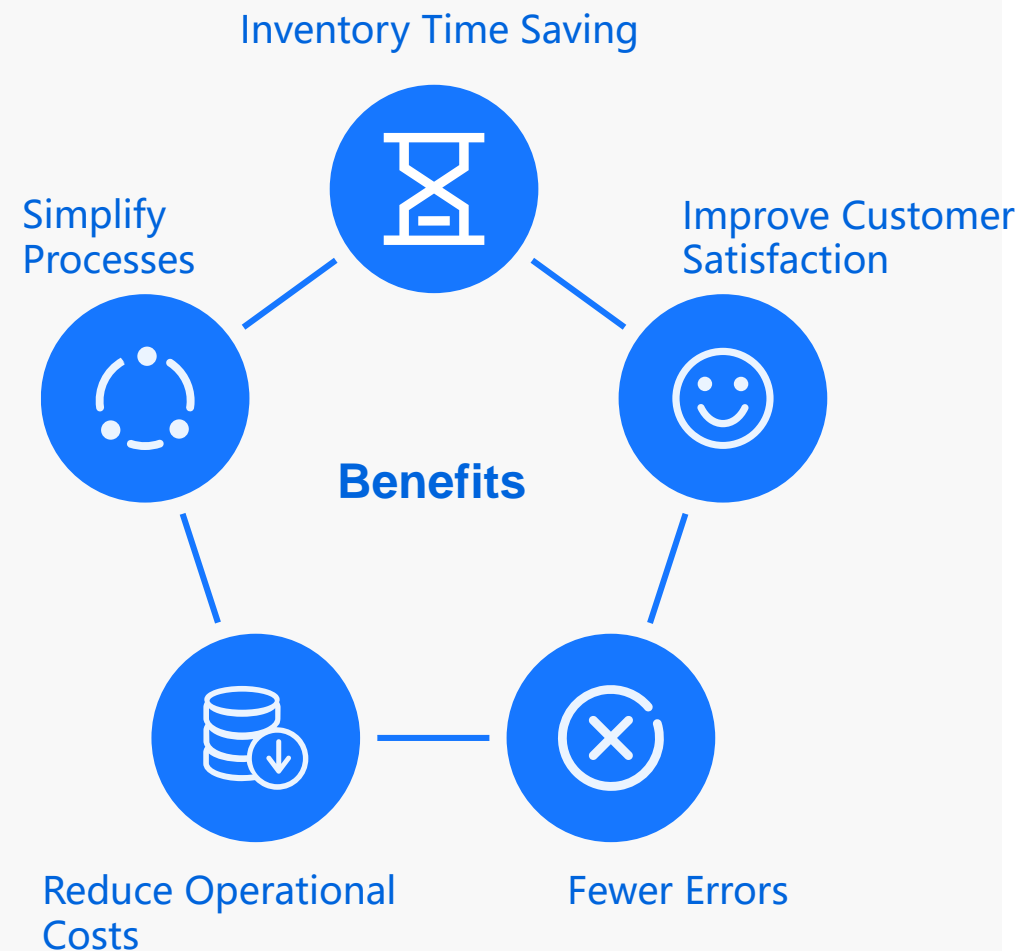 Inventory Time Saving
Simplify
Processes
Improve Customer
Satisfaction
Benefits
Reduce Operational
Costs
Fewer Errors